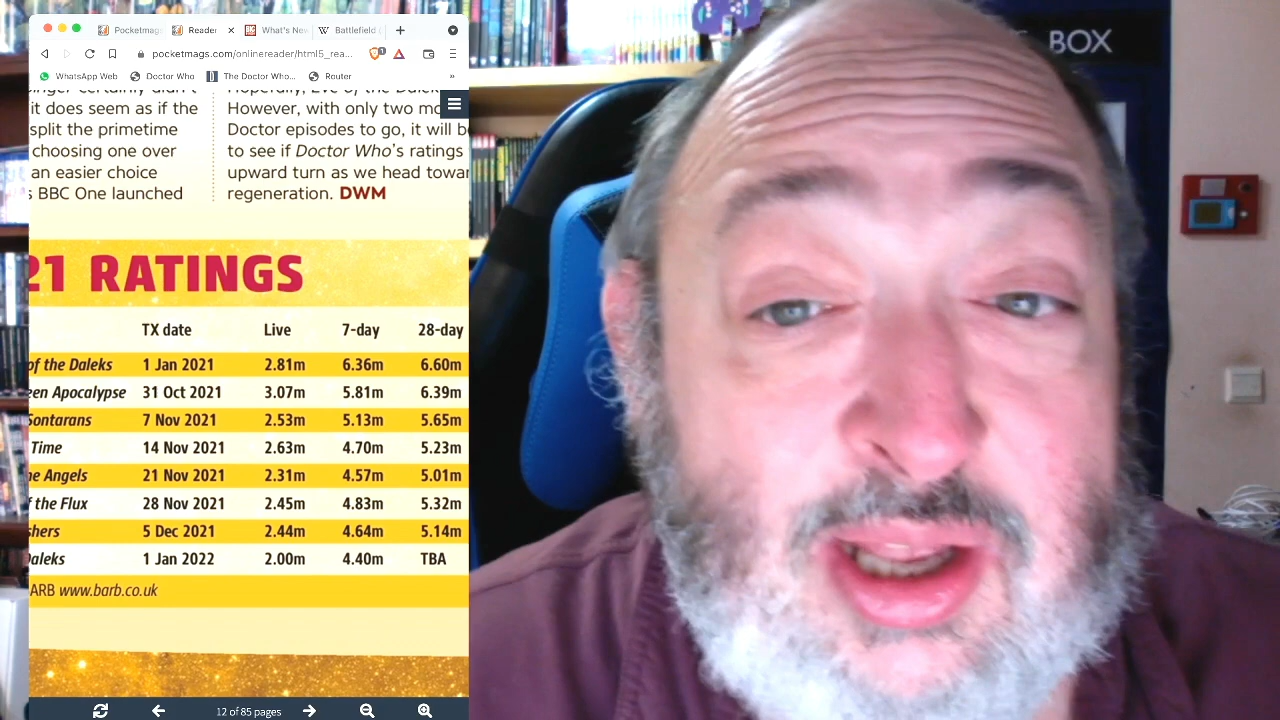 Pocketmag
Reader
What's New
Battlefield (
pocketmags.com/onlinereader/html5_rea...
WhatsApp Web
Doctor Who
The Doctor Who...
Router
»
it does seem as if the
split the primetime
choosing one over
an easier choice
BBC One launched
However, with only two mo
Doctor episodes to go, it will be
to see if Doctor Who's ratings
upward turn as we head towar
regeneration. DWM
21 RATINGS
TX date Live 7-day 28-day
of the Daleks 1 Jan 2021 2.81m 6.36m 6.60m
een Apocalypse 31 Oct 2021 3.07m 5.81m 6.39m
Sontarans 7 Nov 2021 2.53m 5.13m 5.65m
Time 14 Nov 2021 2.63m 4.70m 5.23m
he Angels 21 Nov 2021 2.31m 4.57m 5.01m
f the Flux 28 Nov 2021 2.45m 4.83m 5.32m
shers 5 Dec 2021 2.44m 4.64m 5.14m
Daleks 1 Jan 2022 2.00m 4.40m TBA
ARB www.barb.co.uk
12 of 85 pages
BOX